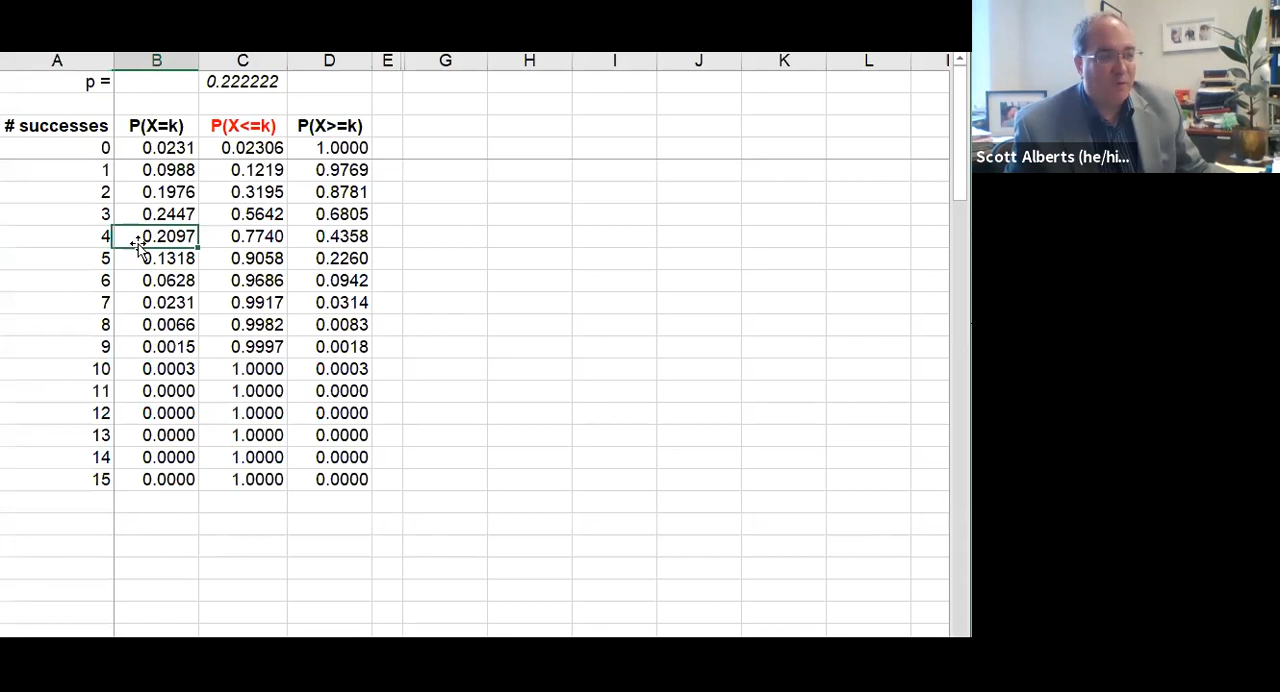 A B C D E G H I J K L
p = 0.222222
# successes P(X=k) P(X<=k) P(X>=k)
0 0.0231 0.02306 1.0000
1 0.0988 0.1219 0.9769
2 0.1976 0.3195 0.8781
3 0.2447 0.5642 0.6805
4 0.2097 0.7740 0.4358
5 0.1318 0.9058 0.2260
6 0.0628 0.9686 0.0942
7 0.0231 0.9917 0.0314
8 0.0066 0.9982 0.0083
9 0.0015 0.9997 0.0018
10 0.0003 1.0000 0.0003
11 0.0000 1.0000 0.0000
12 0.0000 1.0000 0.0000
13 0.0000 1.0000 0.0000
14 0.0000 1.0000 0.0000
15 0.0000 1.0000 0.0000
Scott Alberts (he/hi...